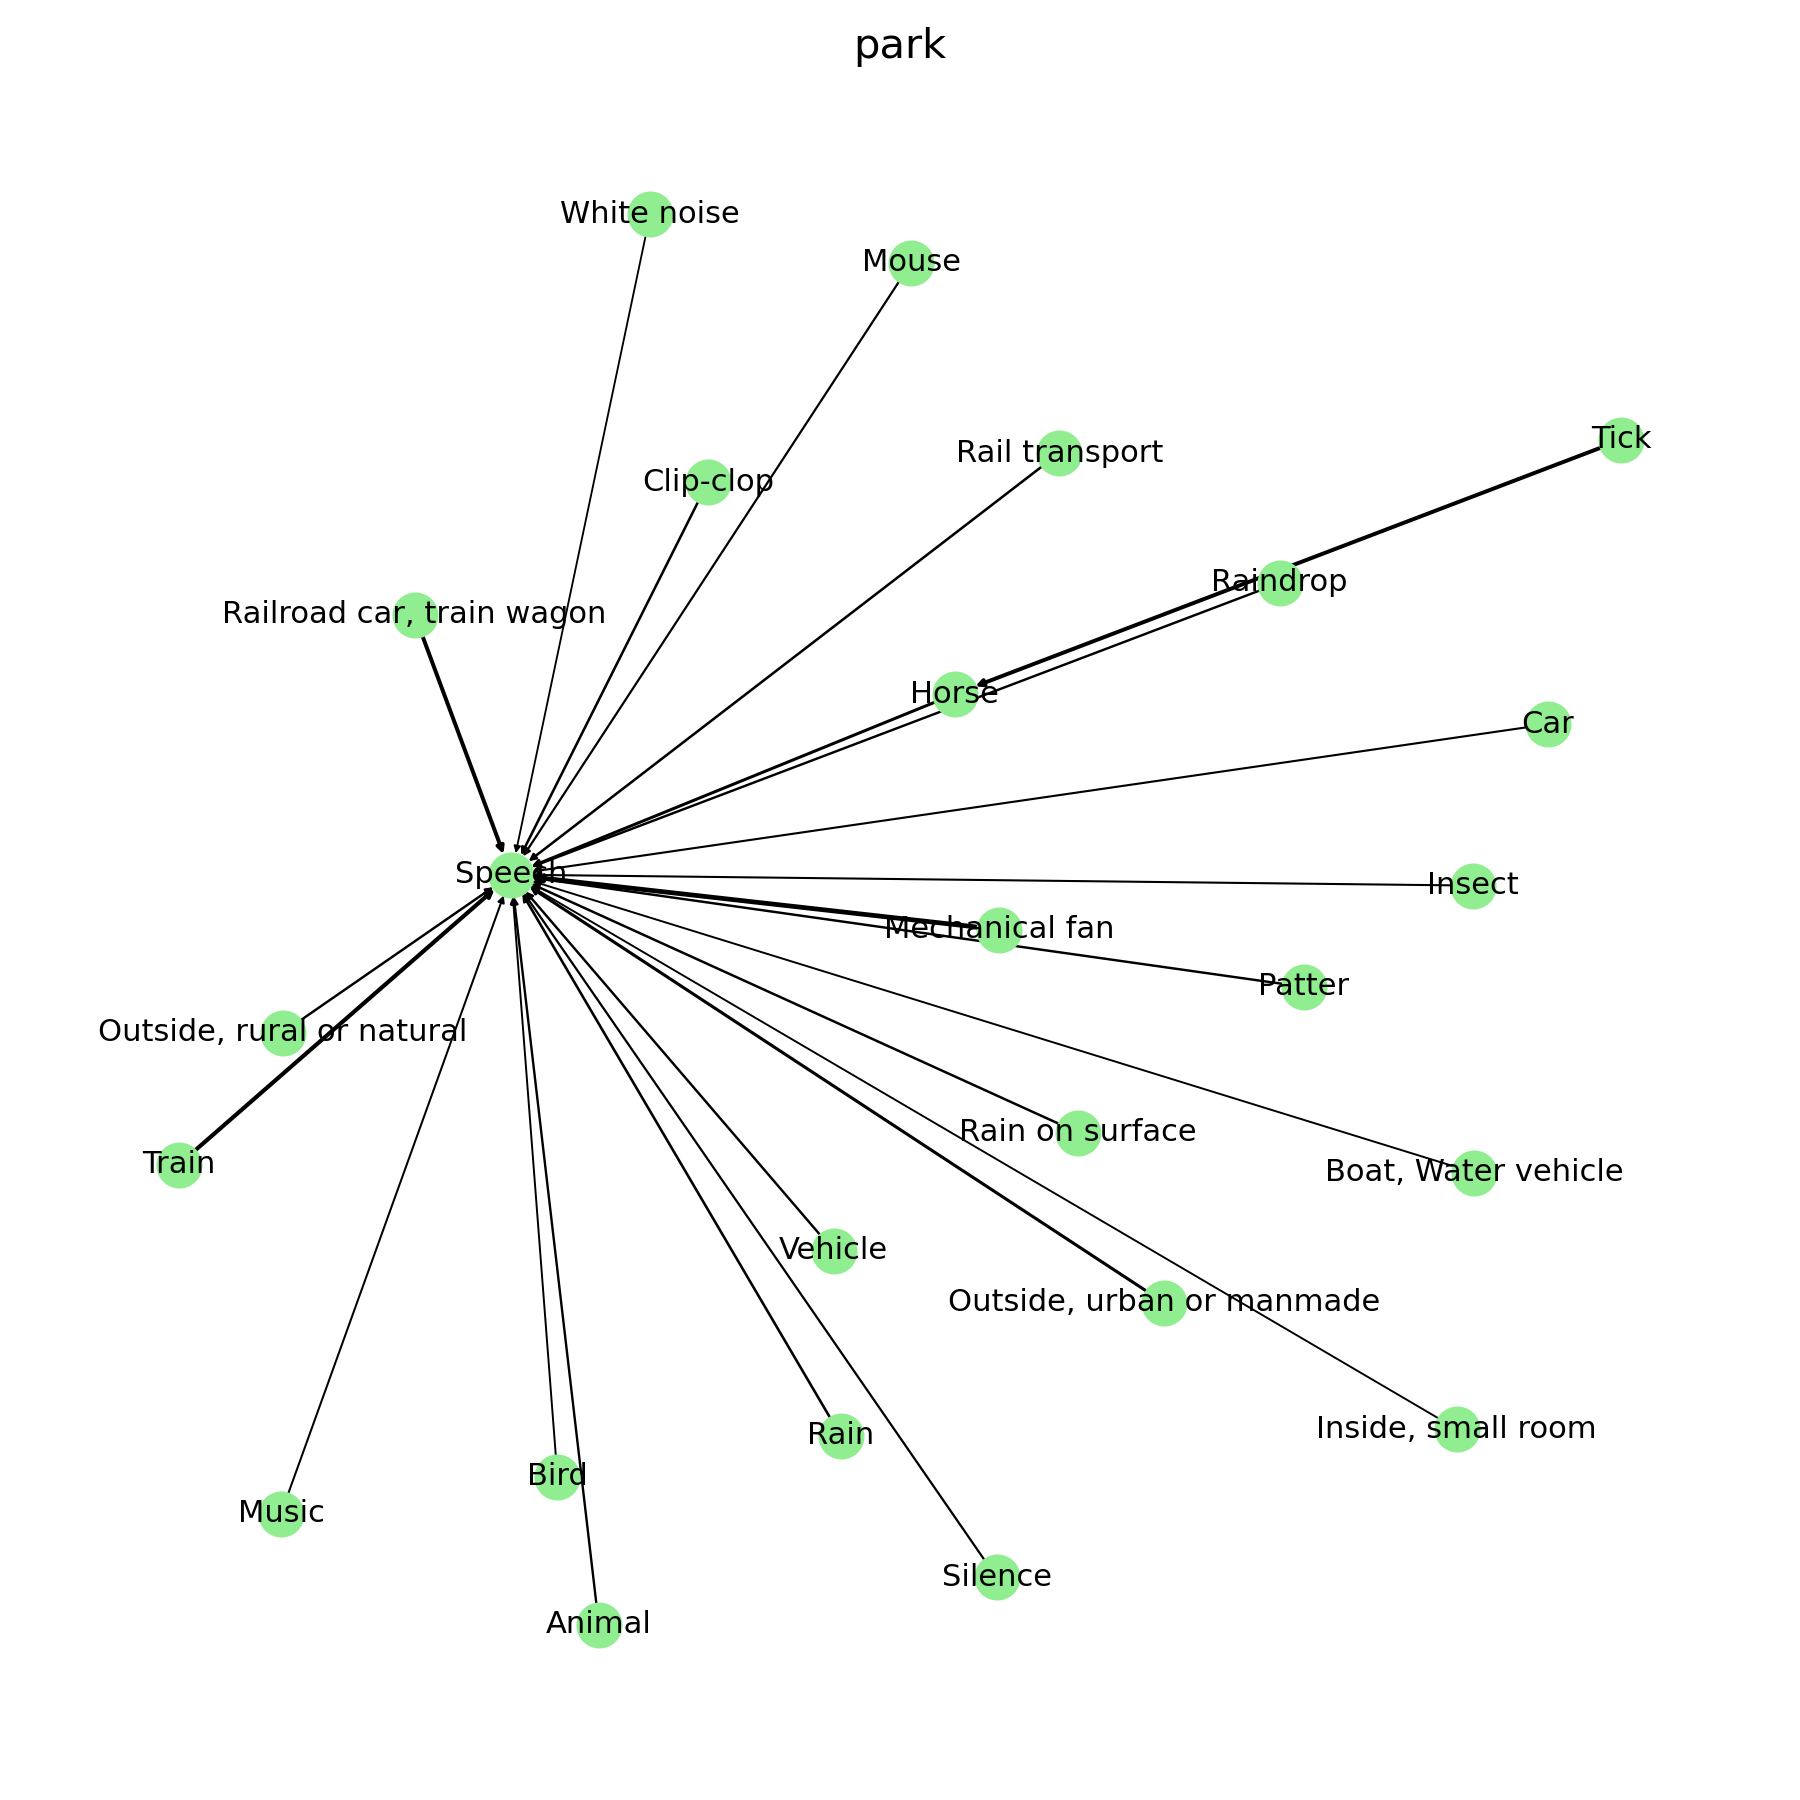 park
White noise
Mouse
Tick
Rail transport
Clip-clop
Raindrop
Railroad car, train wagon
Horse
Car
Speech
Insect
Mechanical fan
Patter
Outside, rural or natural
Rain on surface
Train
Boat, Water vehicle
Vehicle
Outside, urban or manmade
Inside, small room
Rain
Bird
Music
Silence
Animal